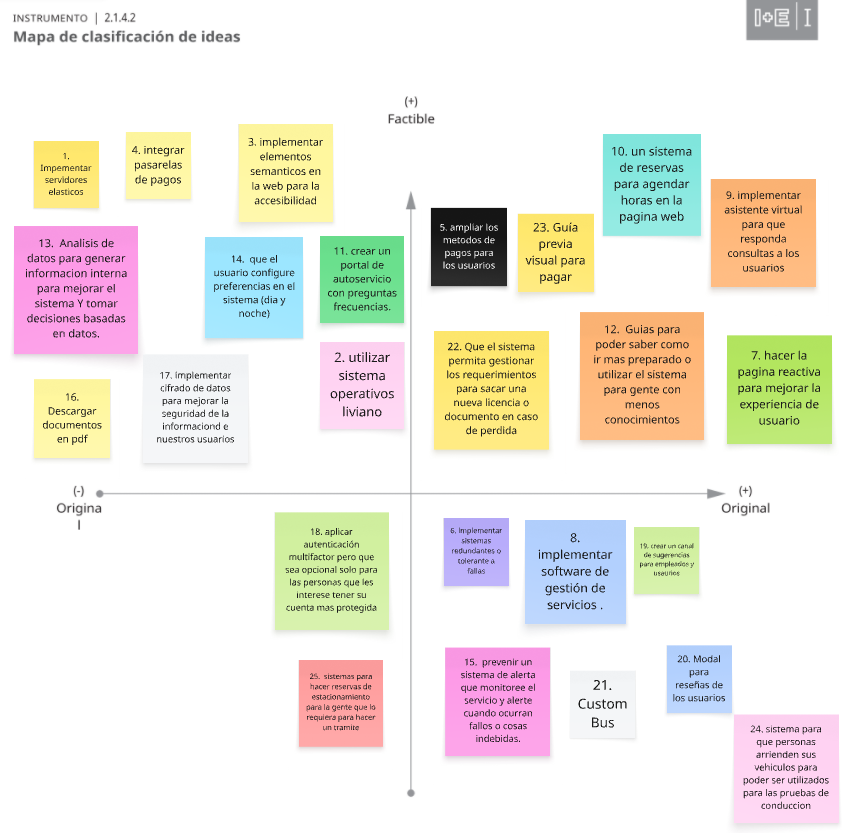 INSTRUMENTO | 2.1.4.2
Mapa de clasificación de ideas
I+E I
(+)
Factible
1.
Impementar
servidores
elasticos
4. integrar
pasarelas
de pagos
3. implementar
elementos
semanticos en
la web para la
accesibilidad
10. un sistema
de reservas
para agendar
horas en la
pagina web
9. implementar
asistente virtual
para que
responda
consultas a los
usuarios
5. ampliar los
metodos de
pagos para
los usuarios
23. Guía
previa
visual para
pagar
13. Analisis de
datos para generar
informacion interna
para mejorar el
sistema Y tomar
decisiones basadas
en datos.
14. que el
usuario configure
preferencias en el
sistema (dia y
noche)
11. crear un
portal de
autoservicio
con preguntas
frecuencias.
2. utilizar
sistema
operativos
liviano
22. Que el sistema
permita gestionar
los requerimientos
para sacar una
nueva licencia o
documento en caso
de perdida
12. Guias para
poder saber como
ir mas preparado o
utilizar el sistema
para gente con
menos
conocimientos
7. hacer la
pagina reactiva
para mejorar la
experiencia de
usuario
16.
Descargar
documentos
en pdf
17. implementar
cifrado de datos
para mejorar la
seguridad de la
informaciond e
nuestros usuarios
(-)
Origina
l
(+)
Original
18. aplicar
autenticación
multifactor pero que
sea opcional solo para
las personas que les
interese tener su
cuenta mas protegida
6. Implementar
sistemas
redundantes o
tolerante a
fallas
8.
implementar
software de
gestión de
servicios .
19. crear un canal
de sugerencias
para empleados y
usaurios
25. sistemas para
hacer reservas de
estacionamiento
para la gente que lo
requiera para hacer
un tramite
15. prevenir un
sistema de alerta
que monitoree el
servicio y alerte
cuando ocurran
fallos o cosas
indebidas.
21.
Custom
Bus
20. Modal
para
reseñas de
los usuarios
24. sistema para
que personas
arrienden sus
vehiculos para
poder ser utilizados
para las pruebas de
conduccion